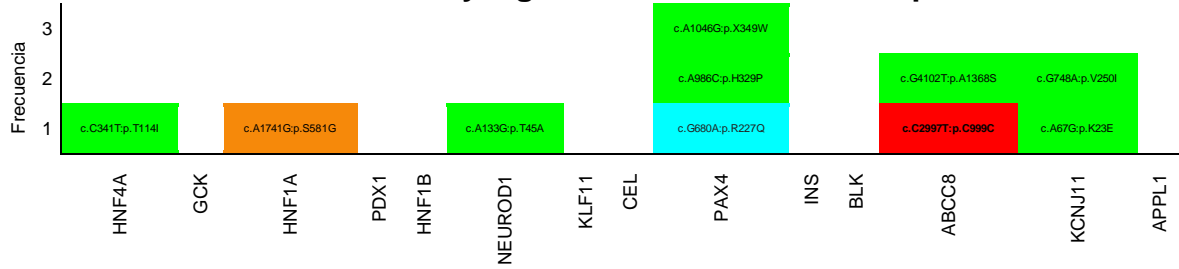 3
c.A1046G:p.X349W
Frecuencia
2
c.A986C:p.H329P
c.G4102T:p.A1368S
c.G748A:p.V250I
1
c.C341T:p.T114I
c.A1741G:p.S581G
c.A133G:p.T45A
c.G680A:p.R227Q
c.C2997T:p.C999C
c.A67G:p.K23E
HNF4A
GCK
HNF1A
PDX1
HNF1B
NEUROD1
KLF11
CEL
PAX4
INS
BLK
ABCC8
KCNJ11
APPL1